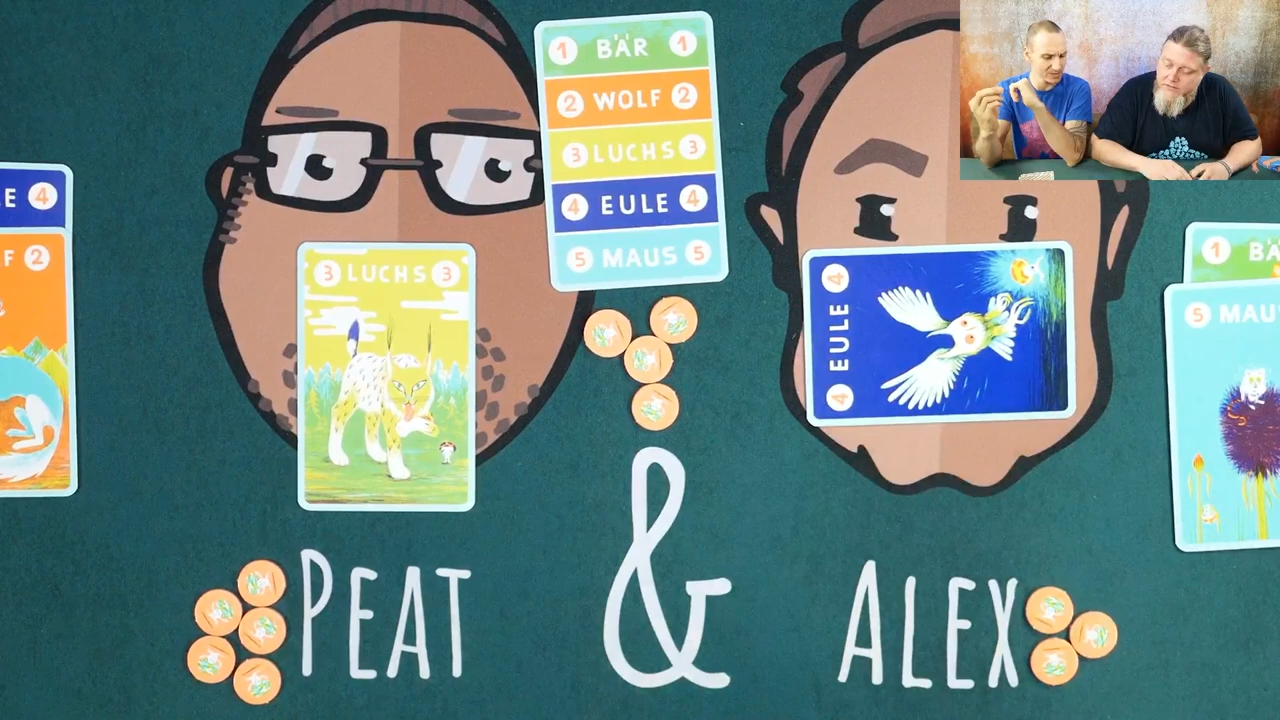 1 BÄR 1
2 WOLF 2
3 LUCHS 3
4 EULE 4
5 MAUS 5
E 4
F 2
3 LUCHS 3
4 EULE 4
1 BÄ
5 MAU
PEAT
&
ALEX